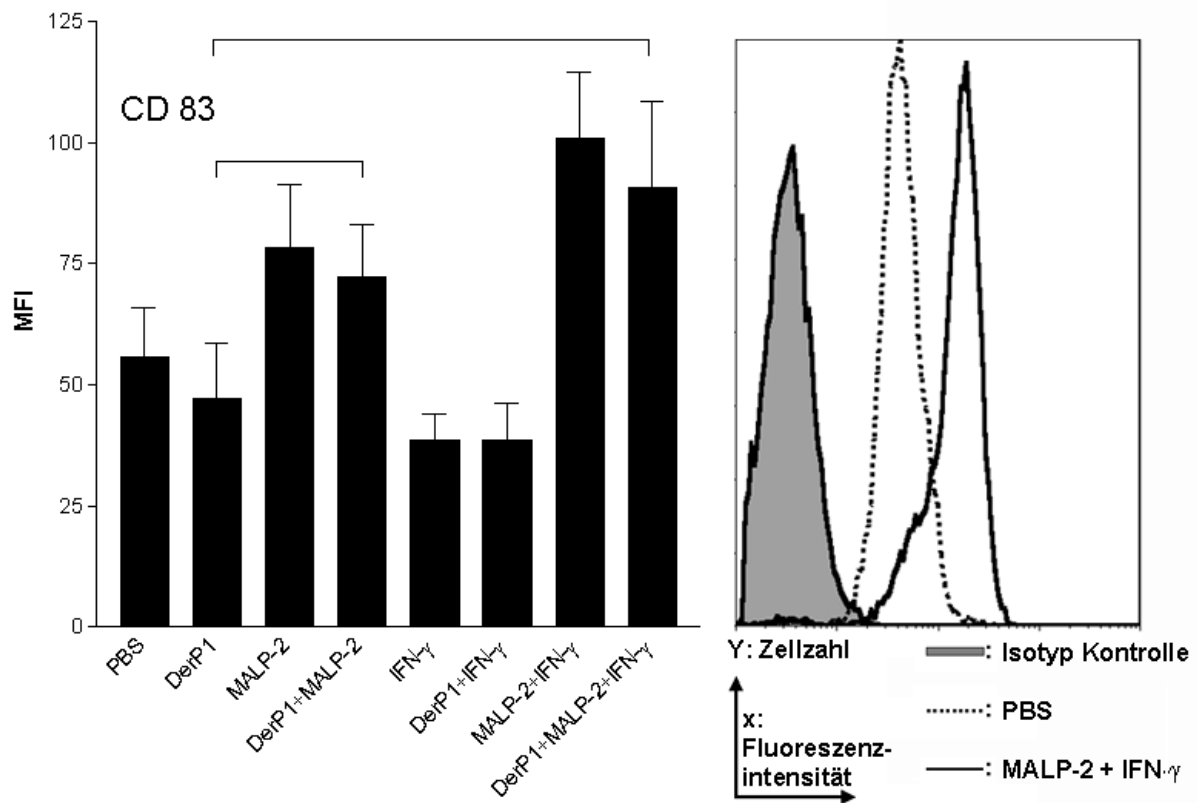 125
100
75
50
25
0
MFI
CD 83
PBS
DerP1
MALP-2
DerP1+MALP-2
IFN-γ
DerP1+IFN-γ
MALP-2+IFN-γ
DerP1+MALP-2+IFN-γ
Y: Zellzahl
x:
Fluoreszenz-
intensität
: Isotyp Kontrolle
: PBS
: MALP-2 + IFN-γ